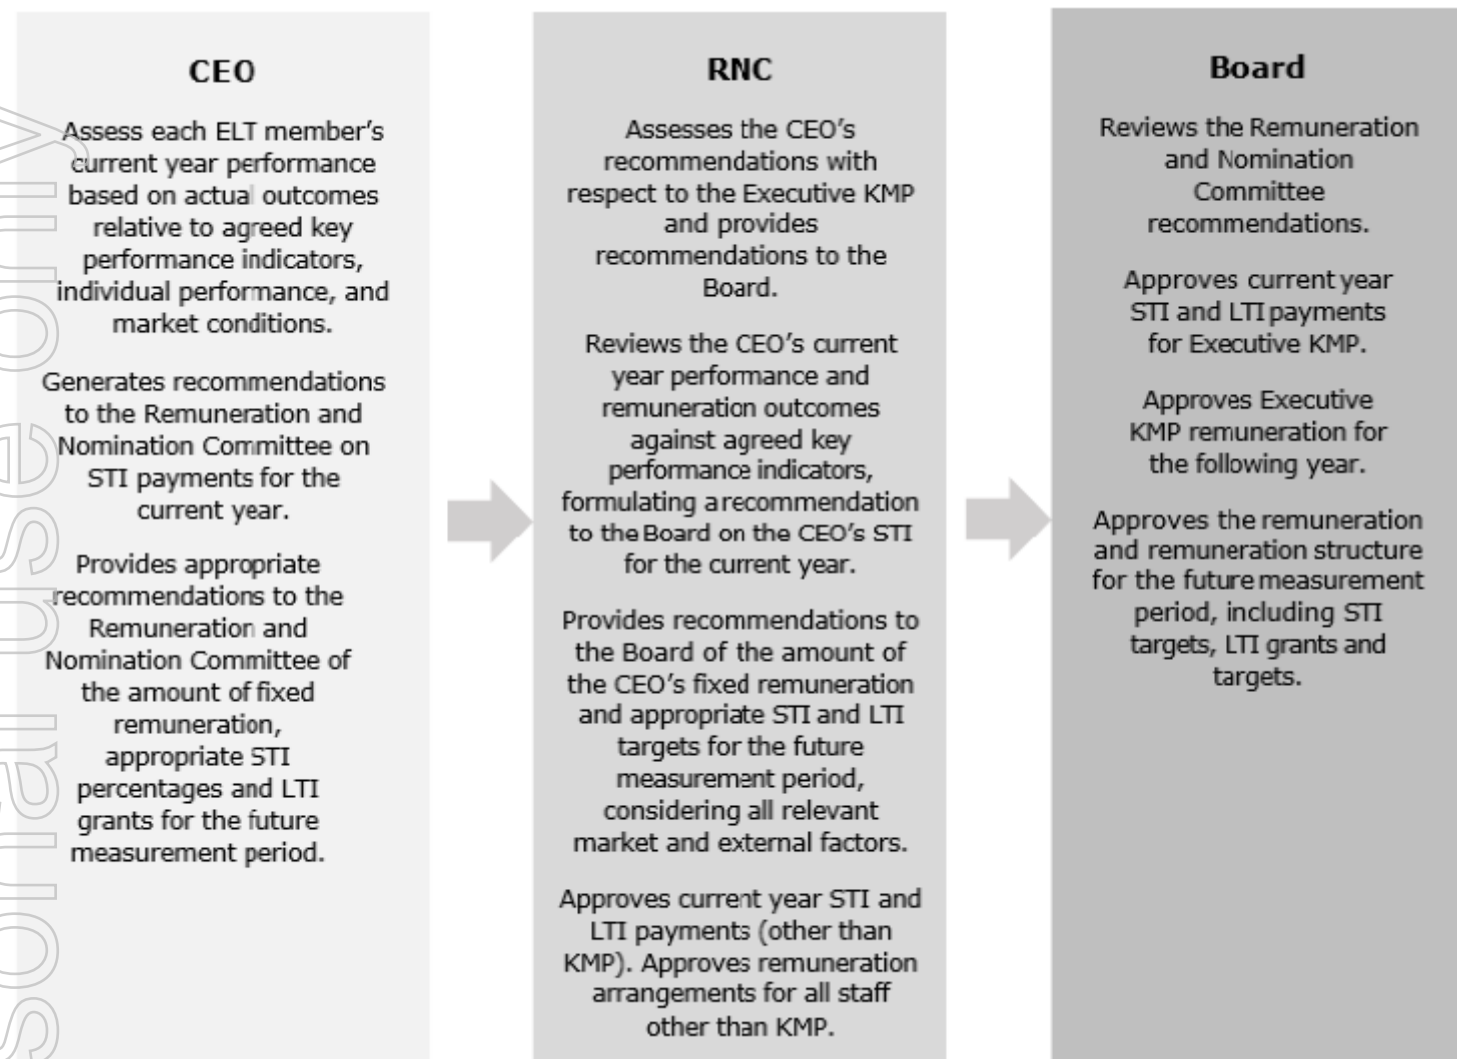 CEO
Assess each ELT member's
current year performance
based on actual outcomes
relative to agreed key
performance indicators,
individual performance, and
market conditions.
Generates recommendations
to the Remuneration and
Nomination Committee on
STI payments for the
current year.
Provides appropriate
recommendations to the
Remuneration and
Nomination Committee of
the amount of fixed
remuneration,
appropriate STI
percentages and LTI
grants for the future
measurement period.
RNC
Assesses the CEO's
recommendations with
respect to the Executive KMP
and provides
recommendations to the
Board.
Reviews the CEO's current
year performance and
remuneration outcomes
against agreed key
performance indicators,
formulating a recommendation
to the Board on the CEO's STI
for the current year.
Provides recommendations to
the Board of the amount of
the CEO's fixed remuneration
and appropriate STI and LTI
targets for the future
measurement period,
considering all relevant
market and external factors.
Approves current year STI and
LTI payments (other than
KMP). Approves remuneration
arrangements for all staff
other than KMP.
Board
Reviews the Remuneration
and Nomination
Committee
recommendations.
Approves current year
STI and LTI payments
for Executive KMP.
Approves Executive
KMP remuneration for
the following year.
Approves the remuneration
and remuneration structure
for the future measurement
period, including STI
targets, LTI grants and
targets.
sonal use only